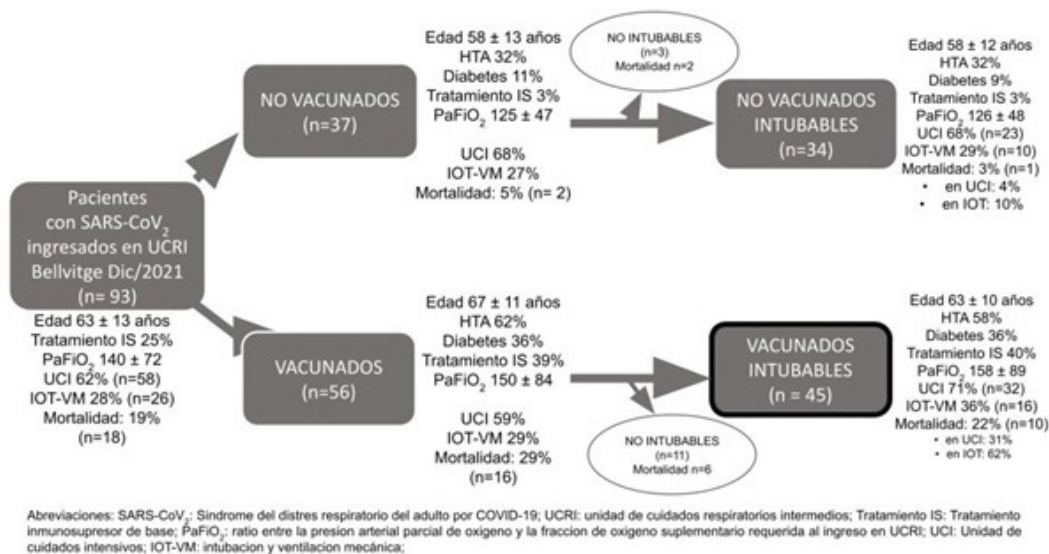 Pacientes
con SARS-CoV2
ingresados en UCRI
Bellvitge Dic/2021
(n= 93)
Edad 63 ± 13 años
Tratamiento IS 25%
PaFiO2 140 ± 72
UCI 62% (n=58)
IOT-VM 28% (n=26)
Mortalidad: 19%
(n=18)
NO VACUNADOS
(n=37)
Edad 58 ± 13 años
HTA 32%
Diabetes 11%
Tratamiento IS 3%
PaFiO2 125 ± 47
UCI 68%
IOT-VM 27%
Mortalidad: 5% (n= 2)
NO INTUBABLES
(n=3)
Mortalidad n=2
NO VACUNADOS
INTUBABLES
(n=34)
Edad 58 ± 12 años
HTA 32%
Diabetes 9%
Tratamiento IS 3%
PaFiO2 126 ± 48
UCI 68% (n=23)
IOT-VM 29% (n=10)
Mortalidad: 3% (n=1)
• en UCI: 4%
• en IOT: 10%
VACUNADOS
(n=56)
Edad 67 ± 11 años
HTA 62%
Diabetes 36%
Tratamiento IS 39%
PaFiO2 150 ± 84
UCI 59%
IOT-VM 29%
Mortalidad: 29%
(n=16)
NO INTUBABLES
(n=11)
Mortalidad n=6
VACUNADOS
INTUBABLES
(n = 45)
Edad 63 ± 10 años
HTA 58%
Diabetes 36%
Tratamiento IS 40%
PaFiO2 158 ± 89
UCI 71% (n=32)
IOT-VM 36% (n=16)
Mortalidad: 22% (n=10)
• en UCI: 31%
• en IOT: 62%
Abreviaciones: SARS-CoV2: Sindrome del distres respiratorio del adulto por COVID-19; UCRI: unidad de cuidados respiratorios intermedios; Tratamiento IS: Tratamiento
inmunosupresor de base; PaFiO2: ratio entre la presion arterial parcial de oxigeno y la fraccion de oxigeno suplementario requerida al ingreso en UCRI; UCI: Unidad de
cuidados intensivos; IOT-VM: intubacion y ventilacion mecánica;